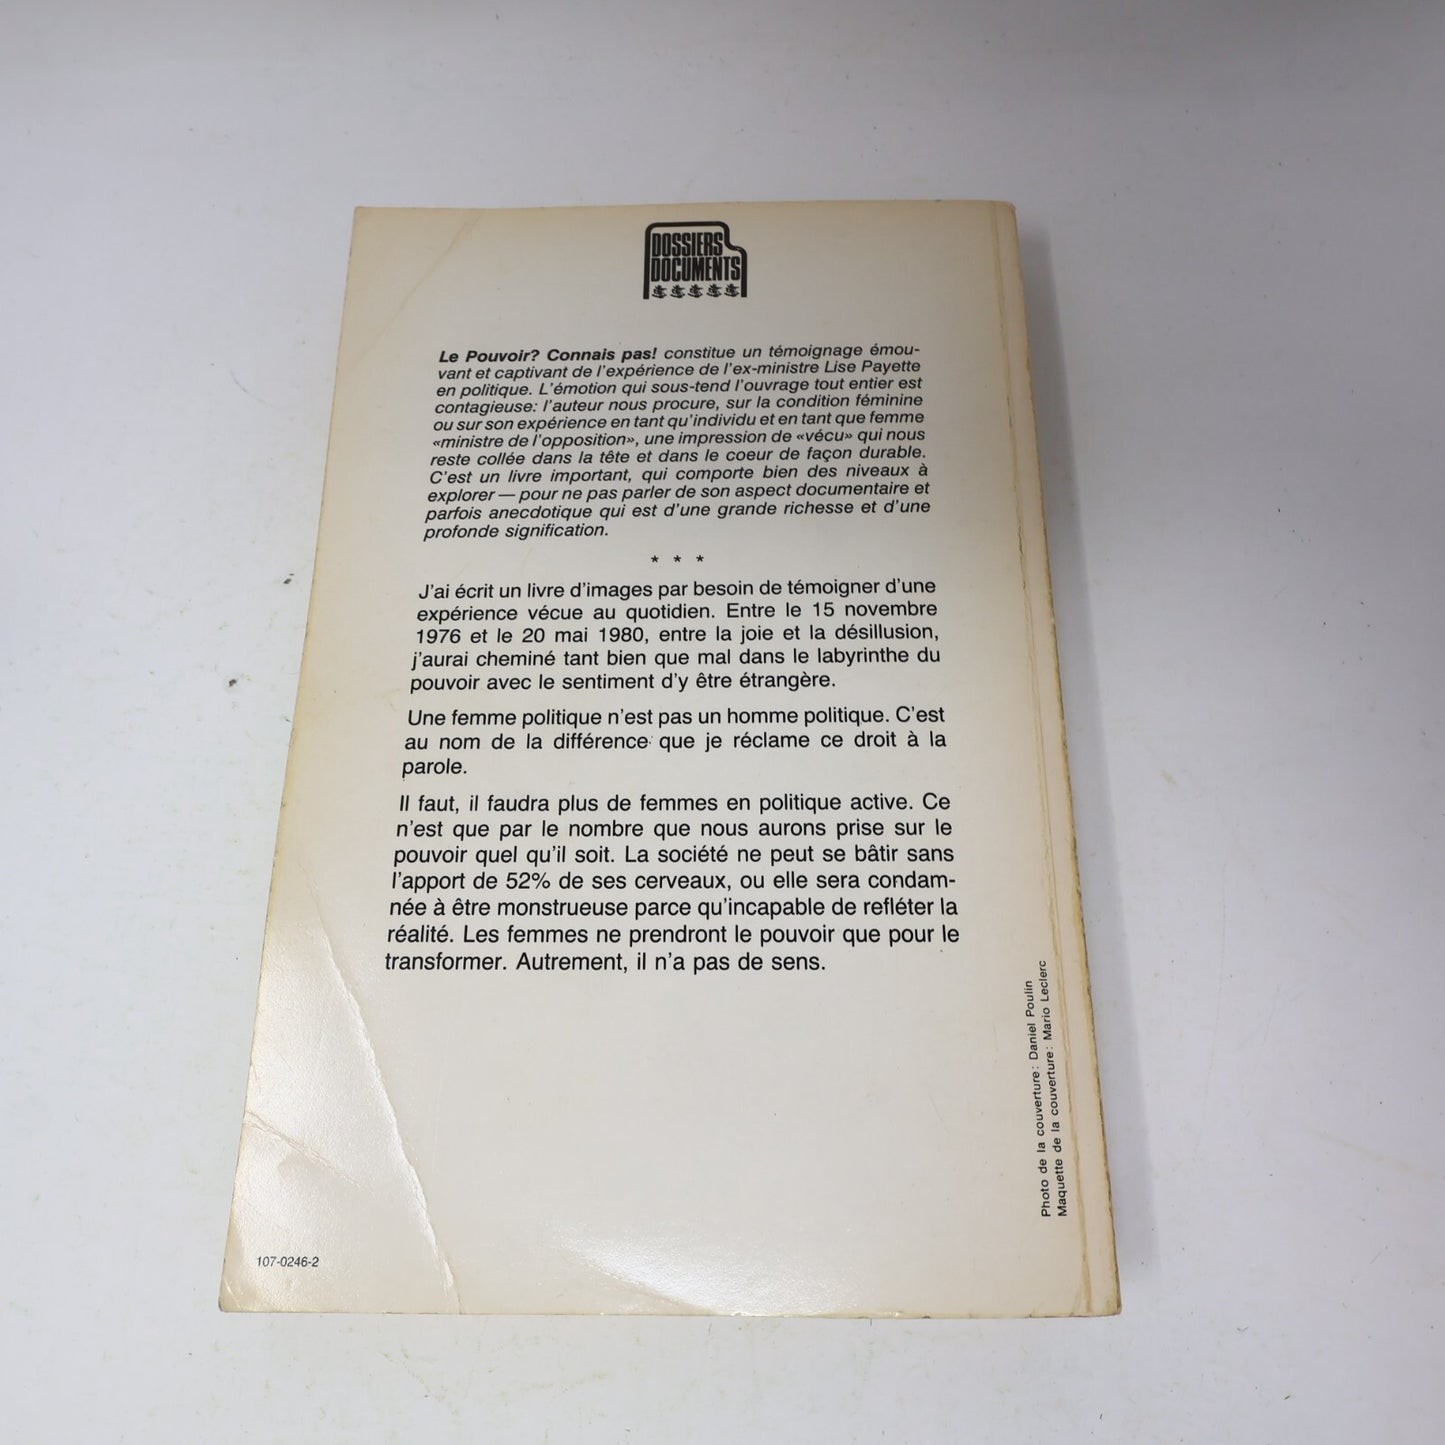 DOSSIERS
DOCUMENTS
Le Pouvoir? Connais pas! constitue un témoignage émou-
vant et captivant de l'expérience de l'ex-ministre Lise Payette
en politique. L'émotion qui sous-tend l'ouvrage tout entier est
contagieuse: l'auteur nous procure, sur la condition féminine
ou sur son expérience en tant qu'individu et en tant que femme
«ministre de l'opposition», une impression de «vécu» qui nous
reste collée dans la tête et dans le coeur de façon durable.
C'est un livre important, qui comporte bien des niveaux à
explorer — pour ne pas parler de son aspect documentaire et
parfois anecdotique qui est d'une grande richesse et d'une
profonde signification.
* * *
J'ai écrit un livre d'images par besoin de témoigner d'une
expérience vécue au quotidien. Entre le 15 novembre
1976 et le 20 mai 1980, entre la joie et la désillusion,
j'aurai cheminé tant bien que mal dans le labyrinthe du
pouvoir avec le sentiment d'y être étrangère.
Une femme politique n'est pas un homme politique. C'est
au nom de la différence que je réclame ce droit à la
parole.
Il faut, il faudra plus de femmes en politique active. Ce
n'est que par le nombre que nous aurons prise sur le
pouvoir quel qu'il soit. La société ne peut se bâtir sans
l'apport de 52% de ses cerveaux, ou elle sera condam-
née à être monstrueuse parce qu'incapable de refléter la
réalité. Les femmes ne prendront le pouvoir que pour le
transformer. Autrement, il n'a pas de sens.
Photo de la couverture: Daniel Poulin
Maquette de la couverture: Mario Leclerc
107-0246-2